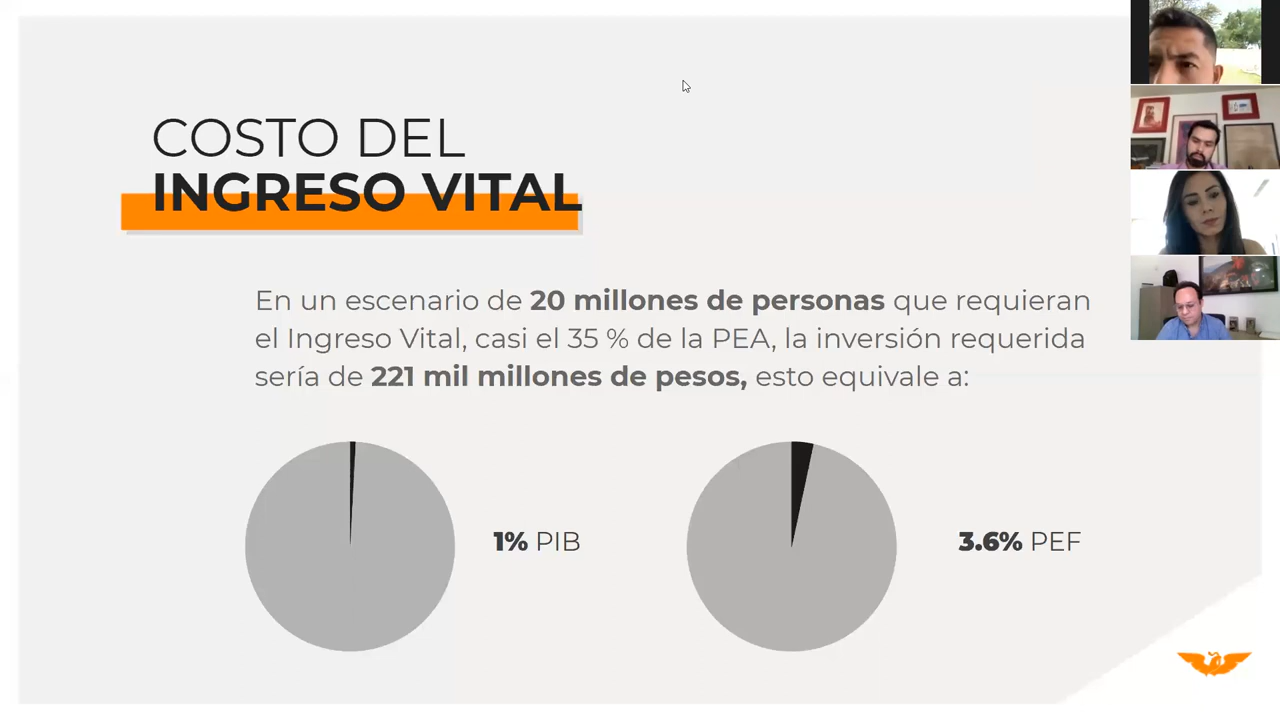 COSTO DEL
INGRESO VITAL
En un escenario de 20 millones de personas que requieran
el Ingreso Vital, casi el 35 % de la PEA, la inversión requerida
sería de 221 mil millones de pesos, esto equivale a:
1% PIB
3.6% PEF